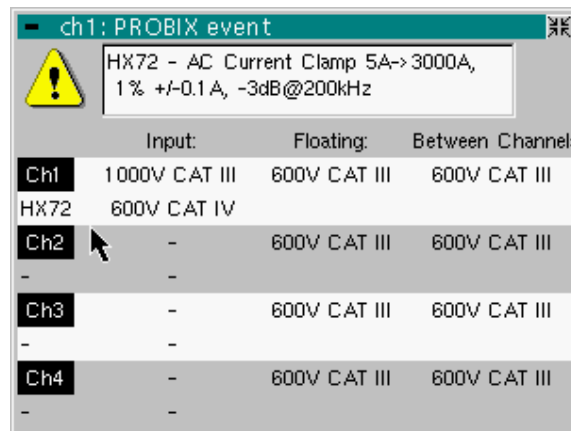 ch1: PROBIX event
HX72 - AC Current Clamp 5A->3000A,
1% +/-0.1A, -3dB@200kHz
Input: Floating: Between Channel
Ch1 1000V CAT III 600V CAT III 600V CAT III
HX72 600V CAT IV
Ch2 - 600V CAT III 600V CAT III
- -
Ch3 - 600V CAT III 600V CAT III
- -
Ch4 - 600V CAT III 600V CAT III
- -